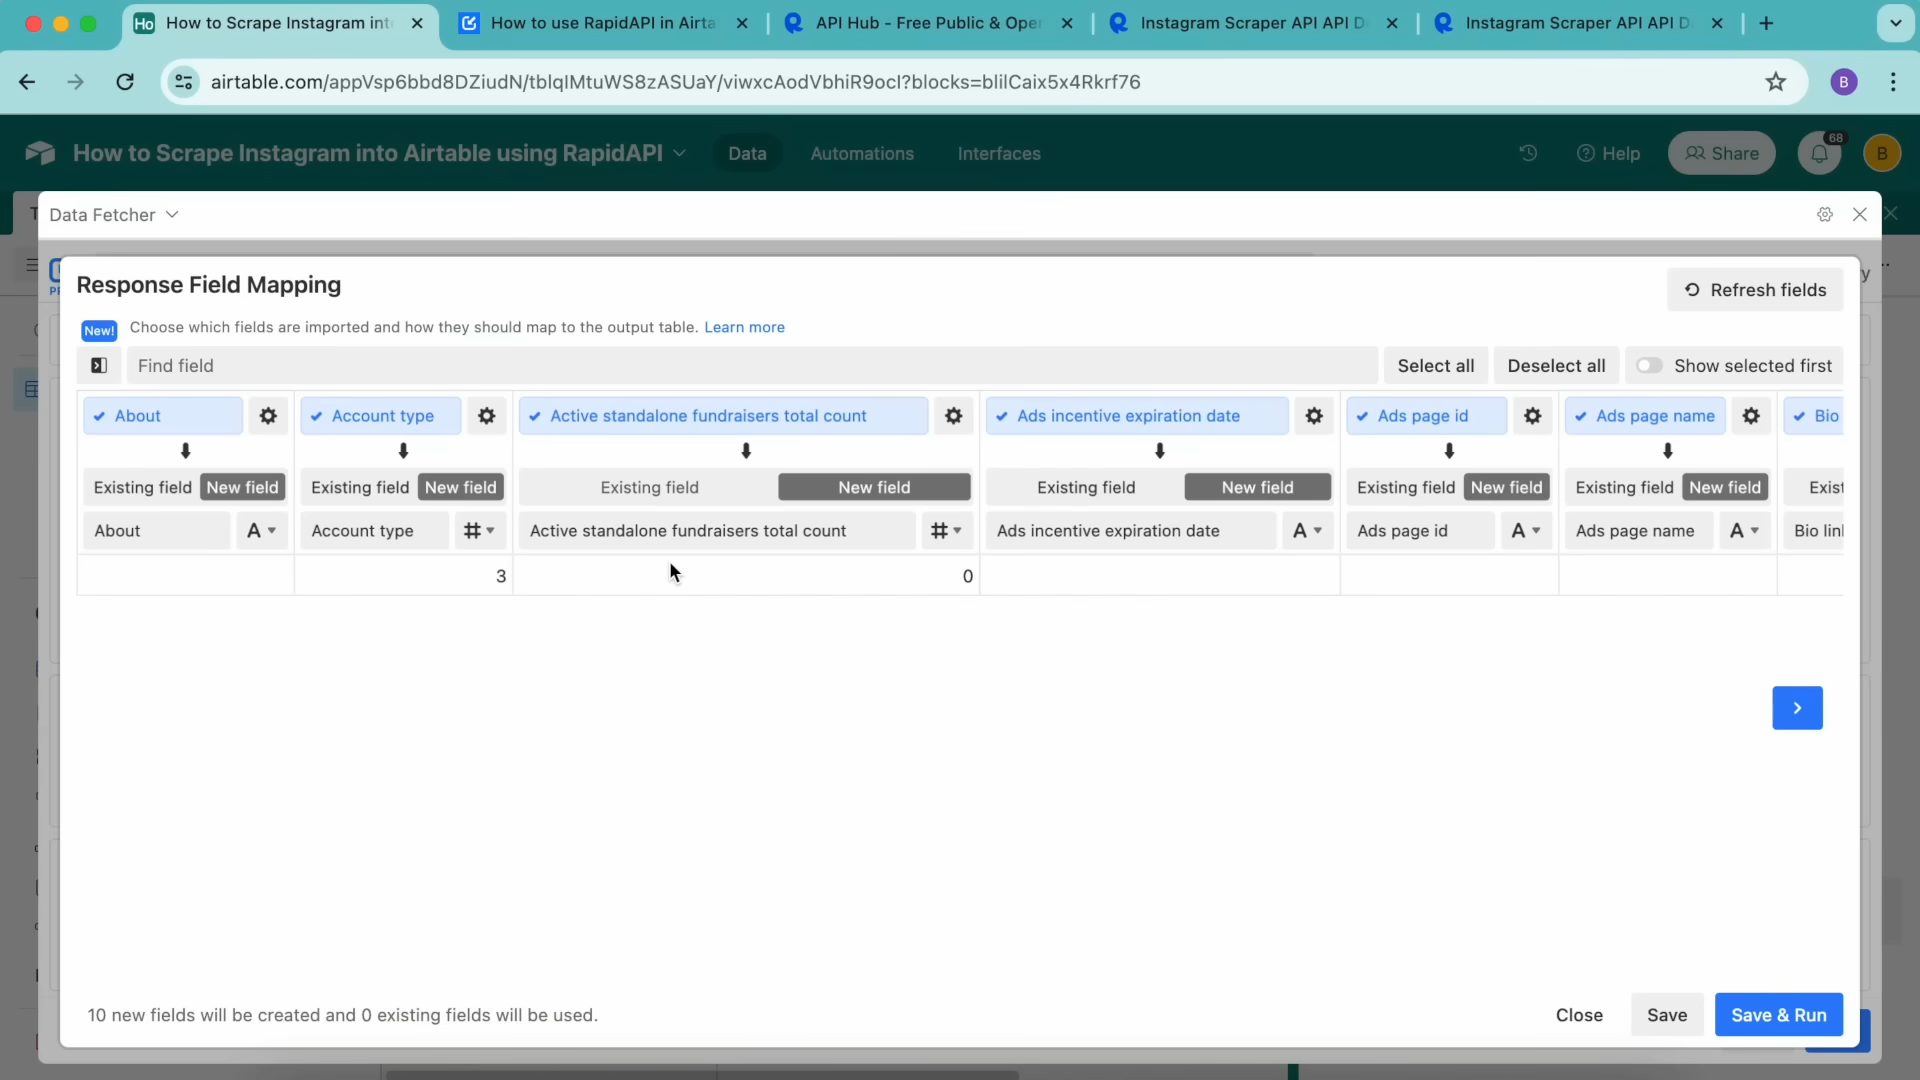 Ho How to Scrape Instagram int
How to use RapidAPI in Airta
API Hub - Free Public & Ope
Instagram Scraper API API D
Instagram Scraper API API D
airtable.com/appVsp6bbd8DZiudN/tblqIMtuWS8zASUaY/viwxcAodVbhiR9ocI?blocks=blilCaix5x4Rkrf76
B
How to Scrape Instagram into Airtable using RapidAPI
Data
Automations
Interfaces
Help
Share
68
B
Data Fetcher
Response Field Mapping
Refresh fields
New! Choose which fields are imported and how they should map to the output table. Learn more
Find field
Select all
Deselect all
Show selected first
About
Account type
Active standalone fundraisers total count
Ads incentive expiration date
Ads page id
Ads page name
Bio
Existing field New field
Existing field New field
Existing field New field
Existing field New field
Existing field New field
Existing field New field
Exist
About A
Account type #
Active standalone fundraisers total count #
Ads incentive expiration date A
Ads page id A
Ads page name A
Bio lin
3
0
10 new fields will be created and 0 existing fields will be used.
Close
Save
Save & Run